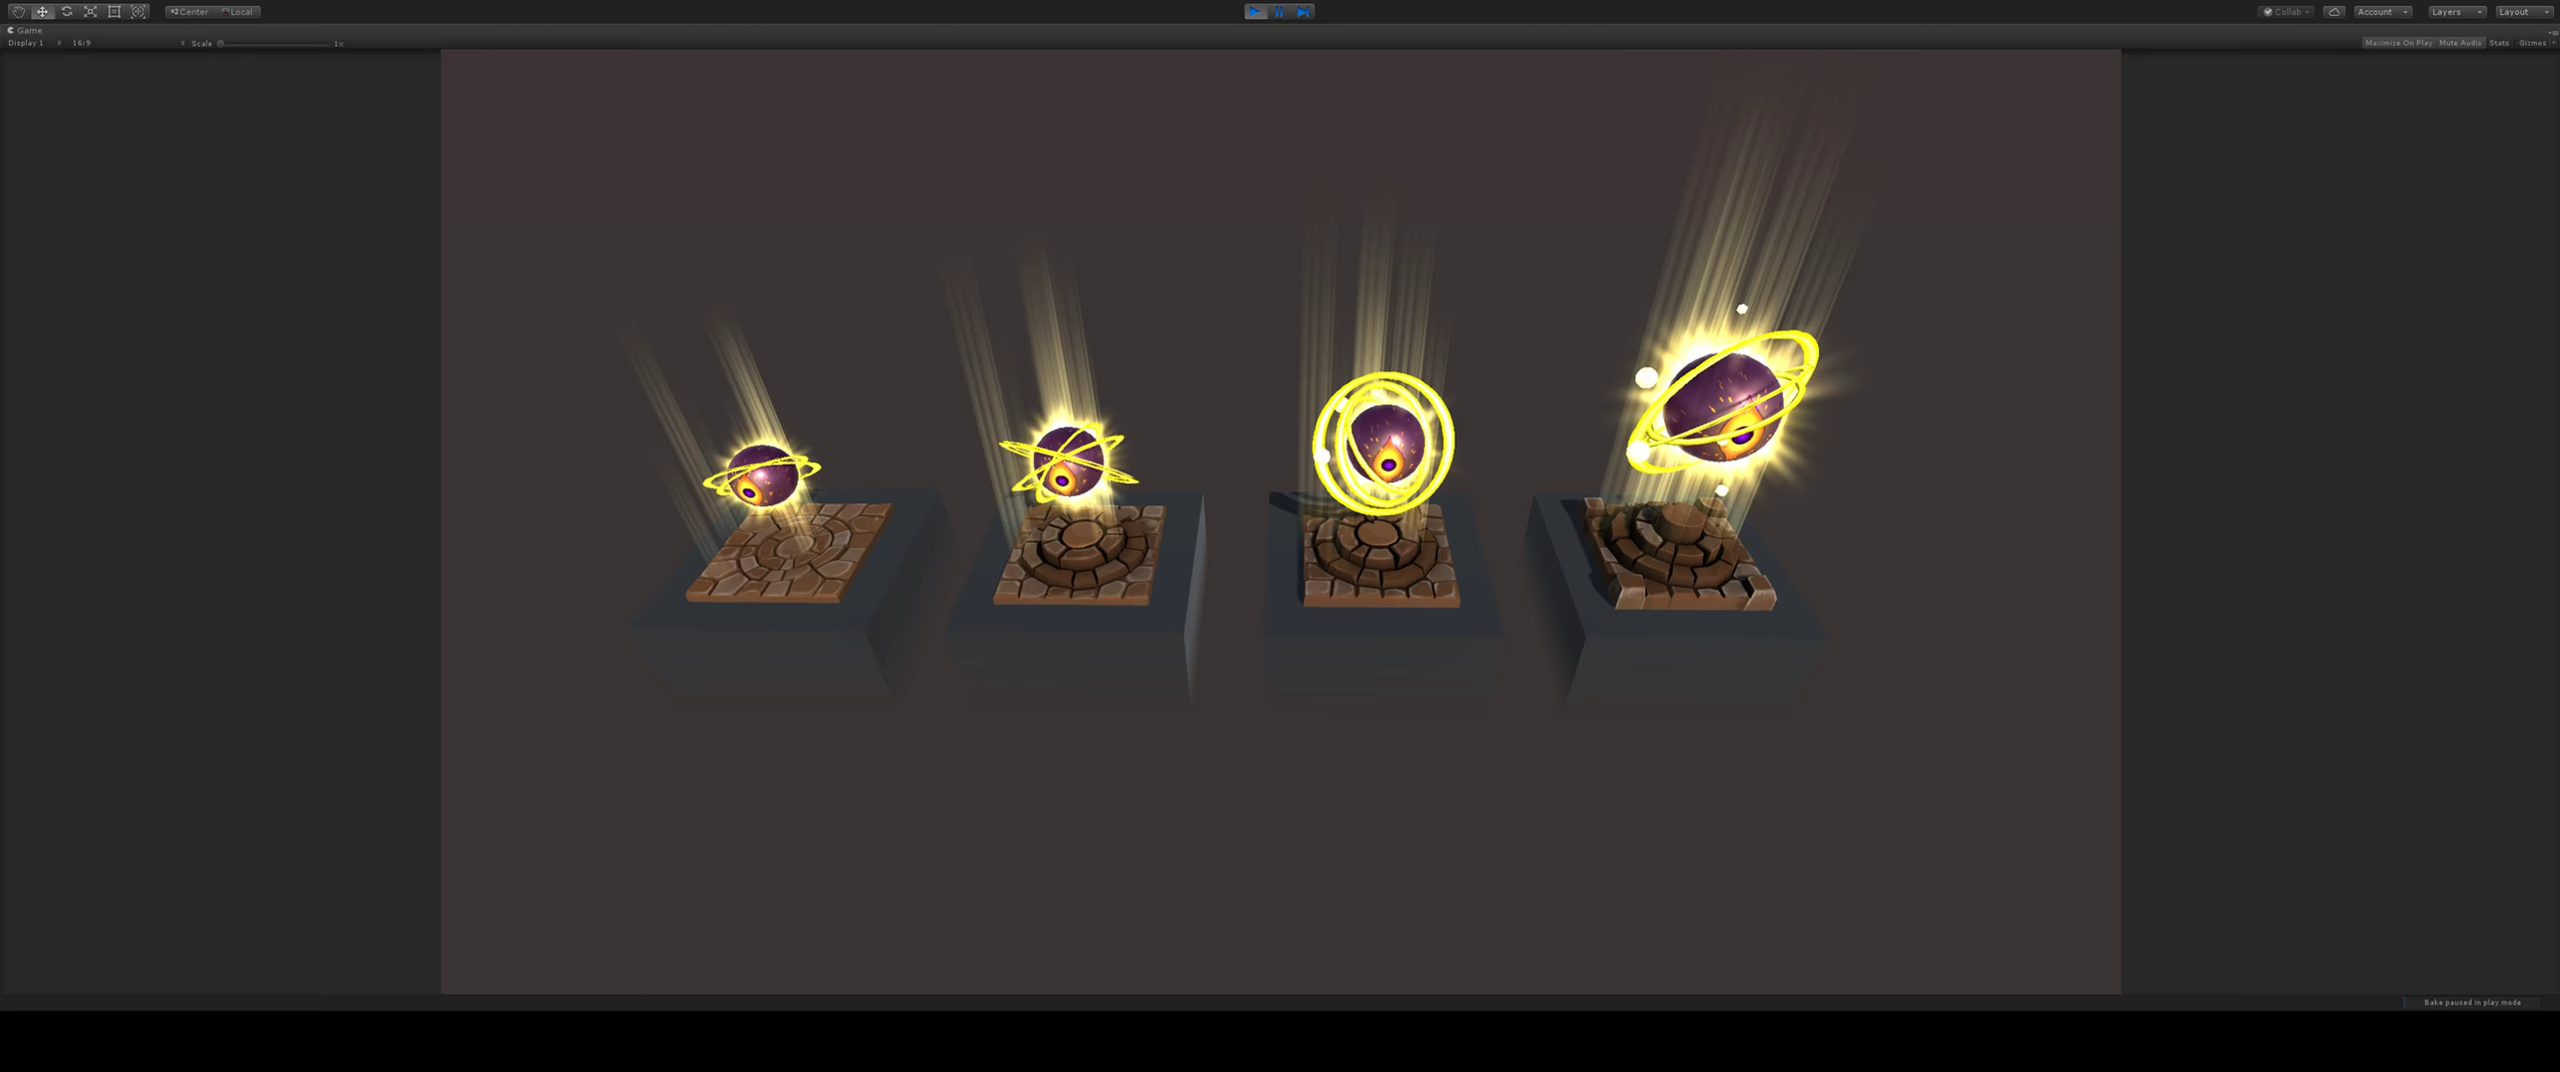 Center Local Collab Account Layers Layout
Game
Display 1 16:9 Scale 1x Maximize On Play Mute Audio Stats Gizmos
Bake paused in play mode